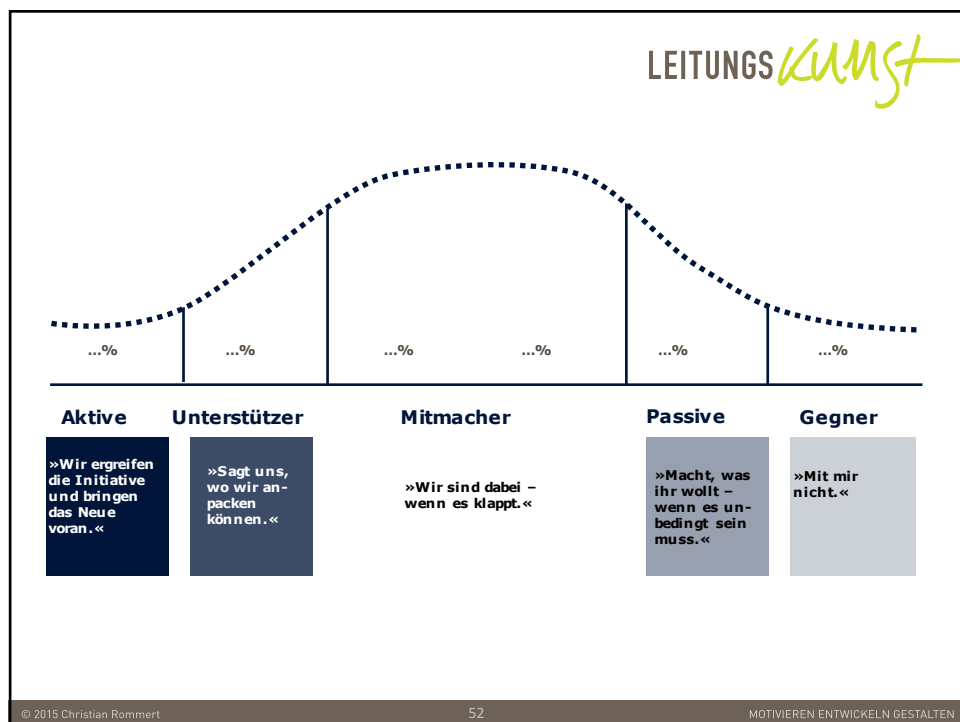 LEITUNGSKunst
...% ...% ...% ...% ...% ...%
Aktive Unterstützer Mitmacher Passive Gegner
»Wir ergreifen
die Initiative
und bringen
das Neue
voran.«
»Sagt uns,
wo wir an-
packen
können.«
»Wir sind dabei –
wenn es klappt.«
»Macht, was
ihr wollt –
wenn es un-
bedingt sein
muss.«
»Mit mir
nicht.«
© 2015 Christian Rommert 52 MOTIVIEREN ENTWICKELN GESTALTEN